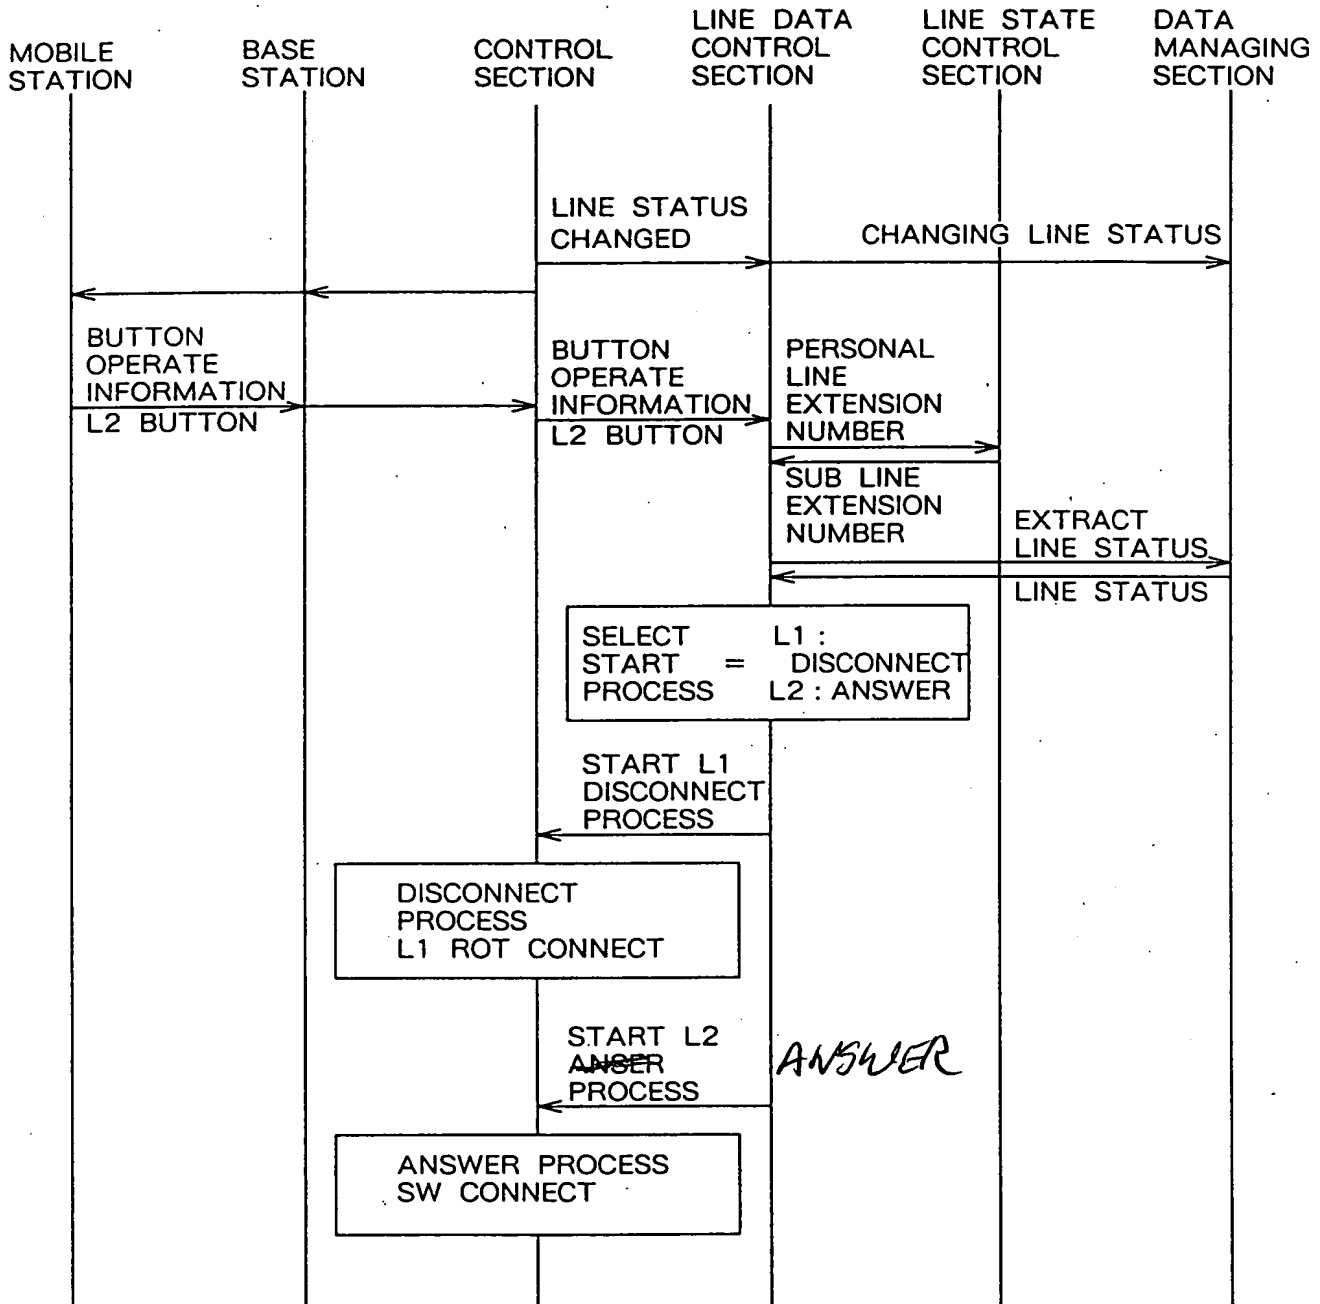 MOBILE
STATION
BASE
STATION
CONTROL
SECTION
LINE DATA
CONTROL
SECTION
LINE STATE
CONTROL
SECTION
DATA
MANAGING
SECTION
LINE STATUS
CHANGED
CHANGING LINE STATUS
BUTTON
OPERATE
INFORMATION
L2 BUTTON
BUTTON
OPERATE
INFORMATION
L2 BUTTON
PERSONAL
LINE
EXTENSION
NUMBER
SUB LINE
EXTENSION
NUMBER
EXTRACT
LINE STATUS
LINE STATUS
SELECT L1 :
START = DISCONNECT
PROCESS L2 : ANSWER
START L1
DISCONNECT
PROCESS
DISCONNECT
PROCESS
L1 ROT CONNECT
START L2
ANSER ANSWER
PROCESS
ANSWER PROCESS
SW CONNECT